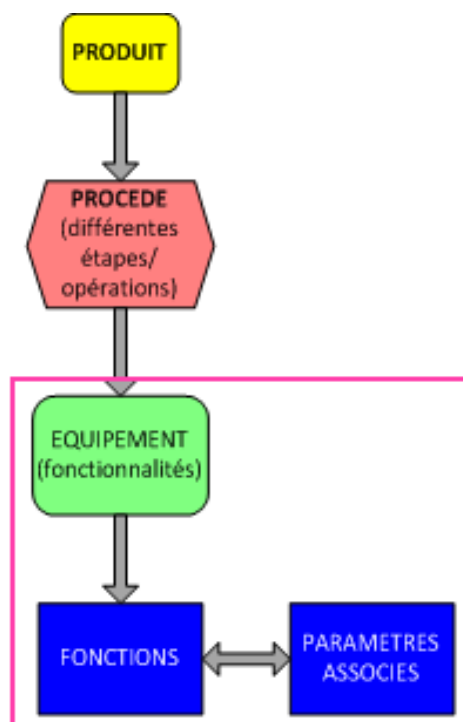 PRODUIT
PROCEDE
(différentes
étapes/
opérations)
EQUIPEMENT
(fonctionnalités)
FONCTIONS
PARAMETRES
ASSOCIES